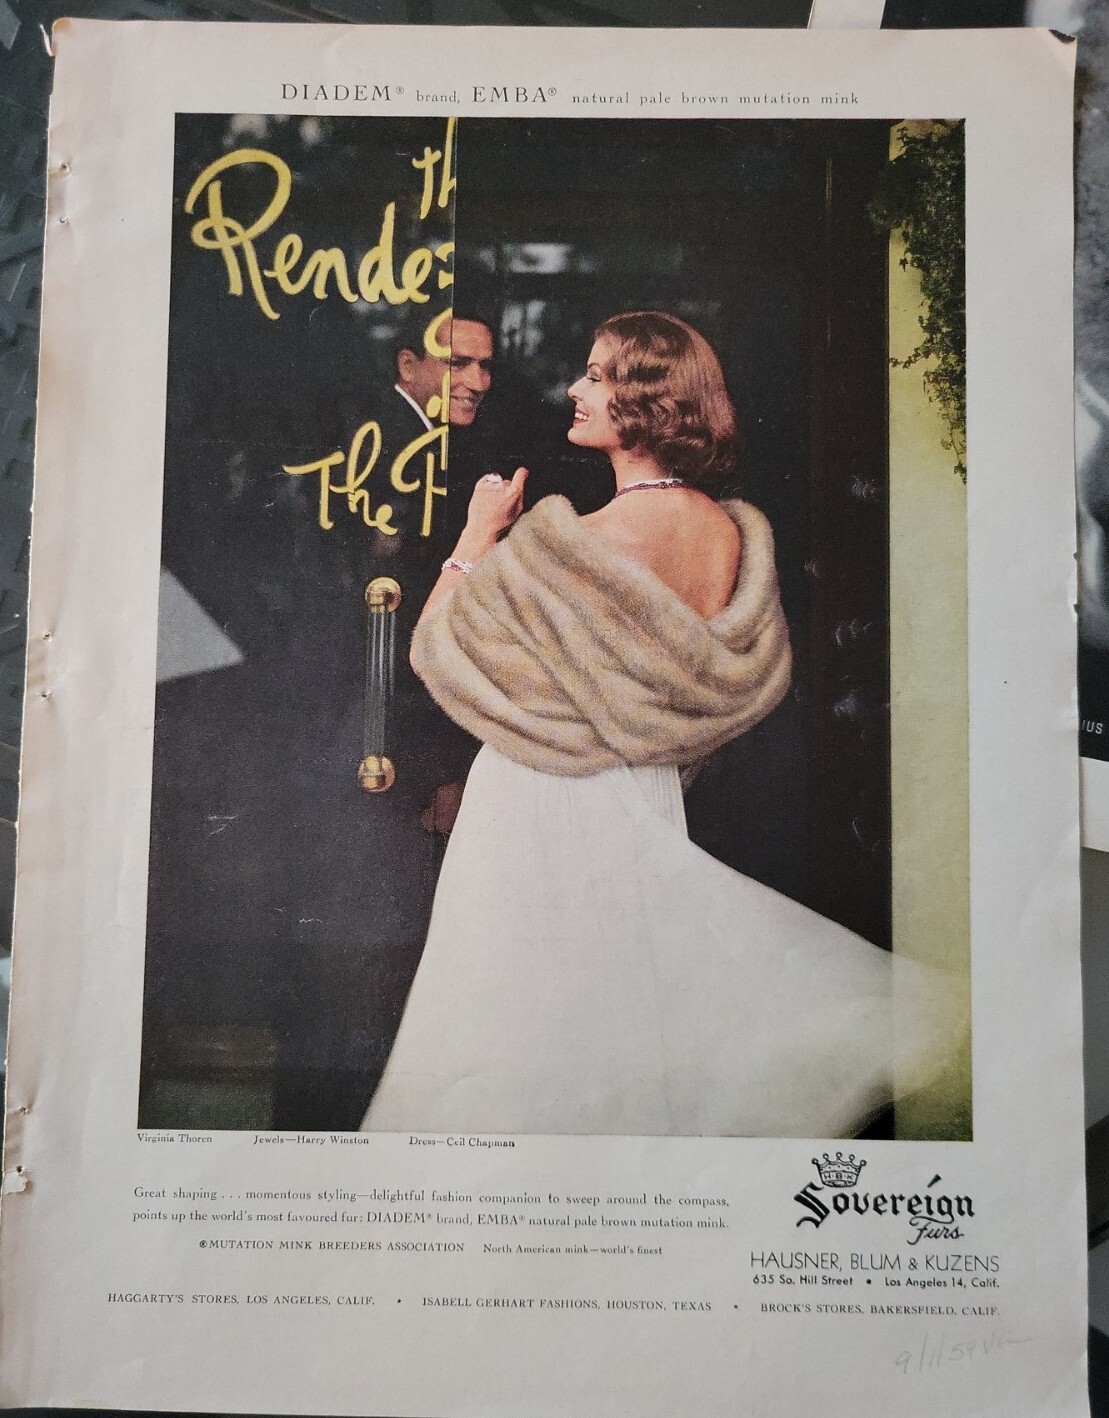 DIADEM® brand, EMBA® natural pale brown mutation mink
th
Rendez
The F
Virginia Thoren Jewels—Harry Winston Dress—Ceil Chapman
Great shaping . . . momentous styling—delightful fashion companion to sweep around the compass,
points up the world's most favoured fur: DIADEM® brand, EMBA® natural pale brown mutation mink.
®MUTATION MINK BREEDERS ASSOCIATION North American mink—world's finest
H·B·K
Sovereign
Furs
HAUSNER, BLUM & KUZENS
635 So. Hill Street • Los Angeles 14, Calif.
HAGGARTY'S STORES, LOS ANGELES, CALIF. • ISABELL GERHART FASHIONS, HOUSTON, TEXAS • BROCK'S STORES, BAKERSFIELD, CALIF.
9/1/59
IUS